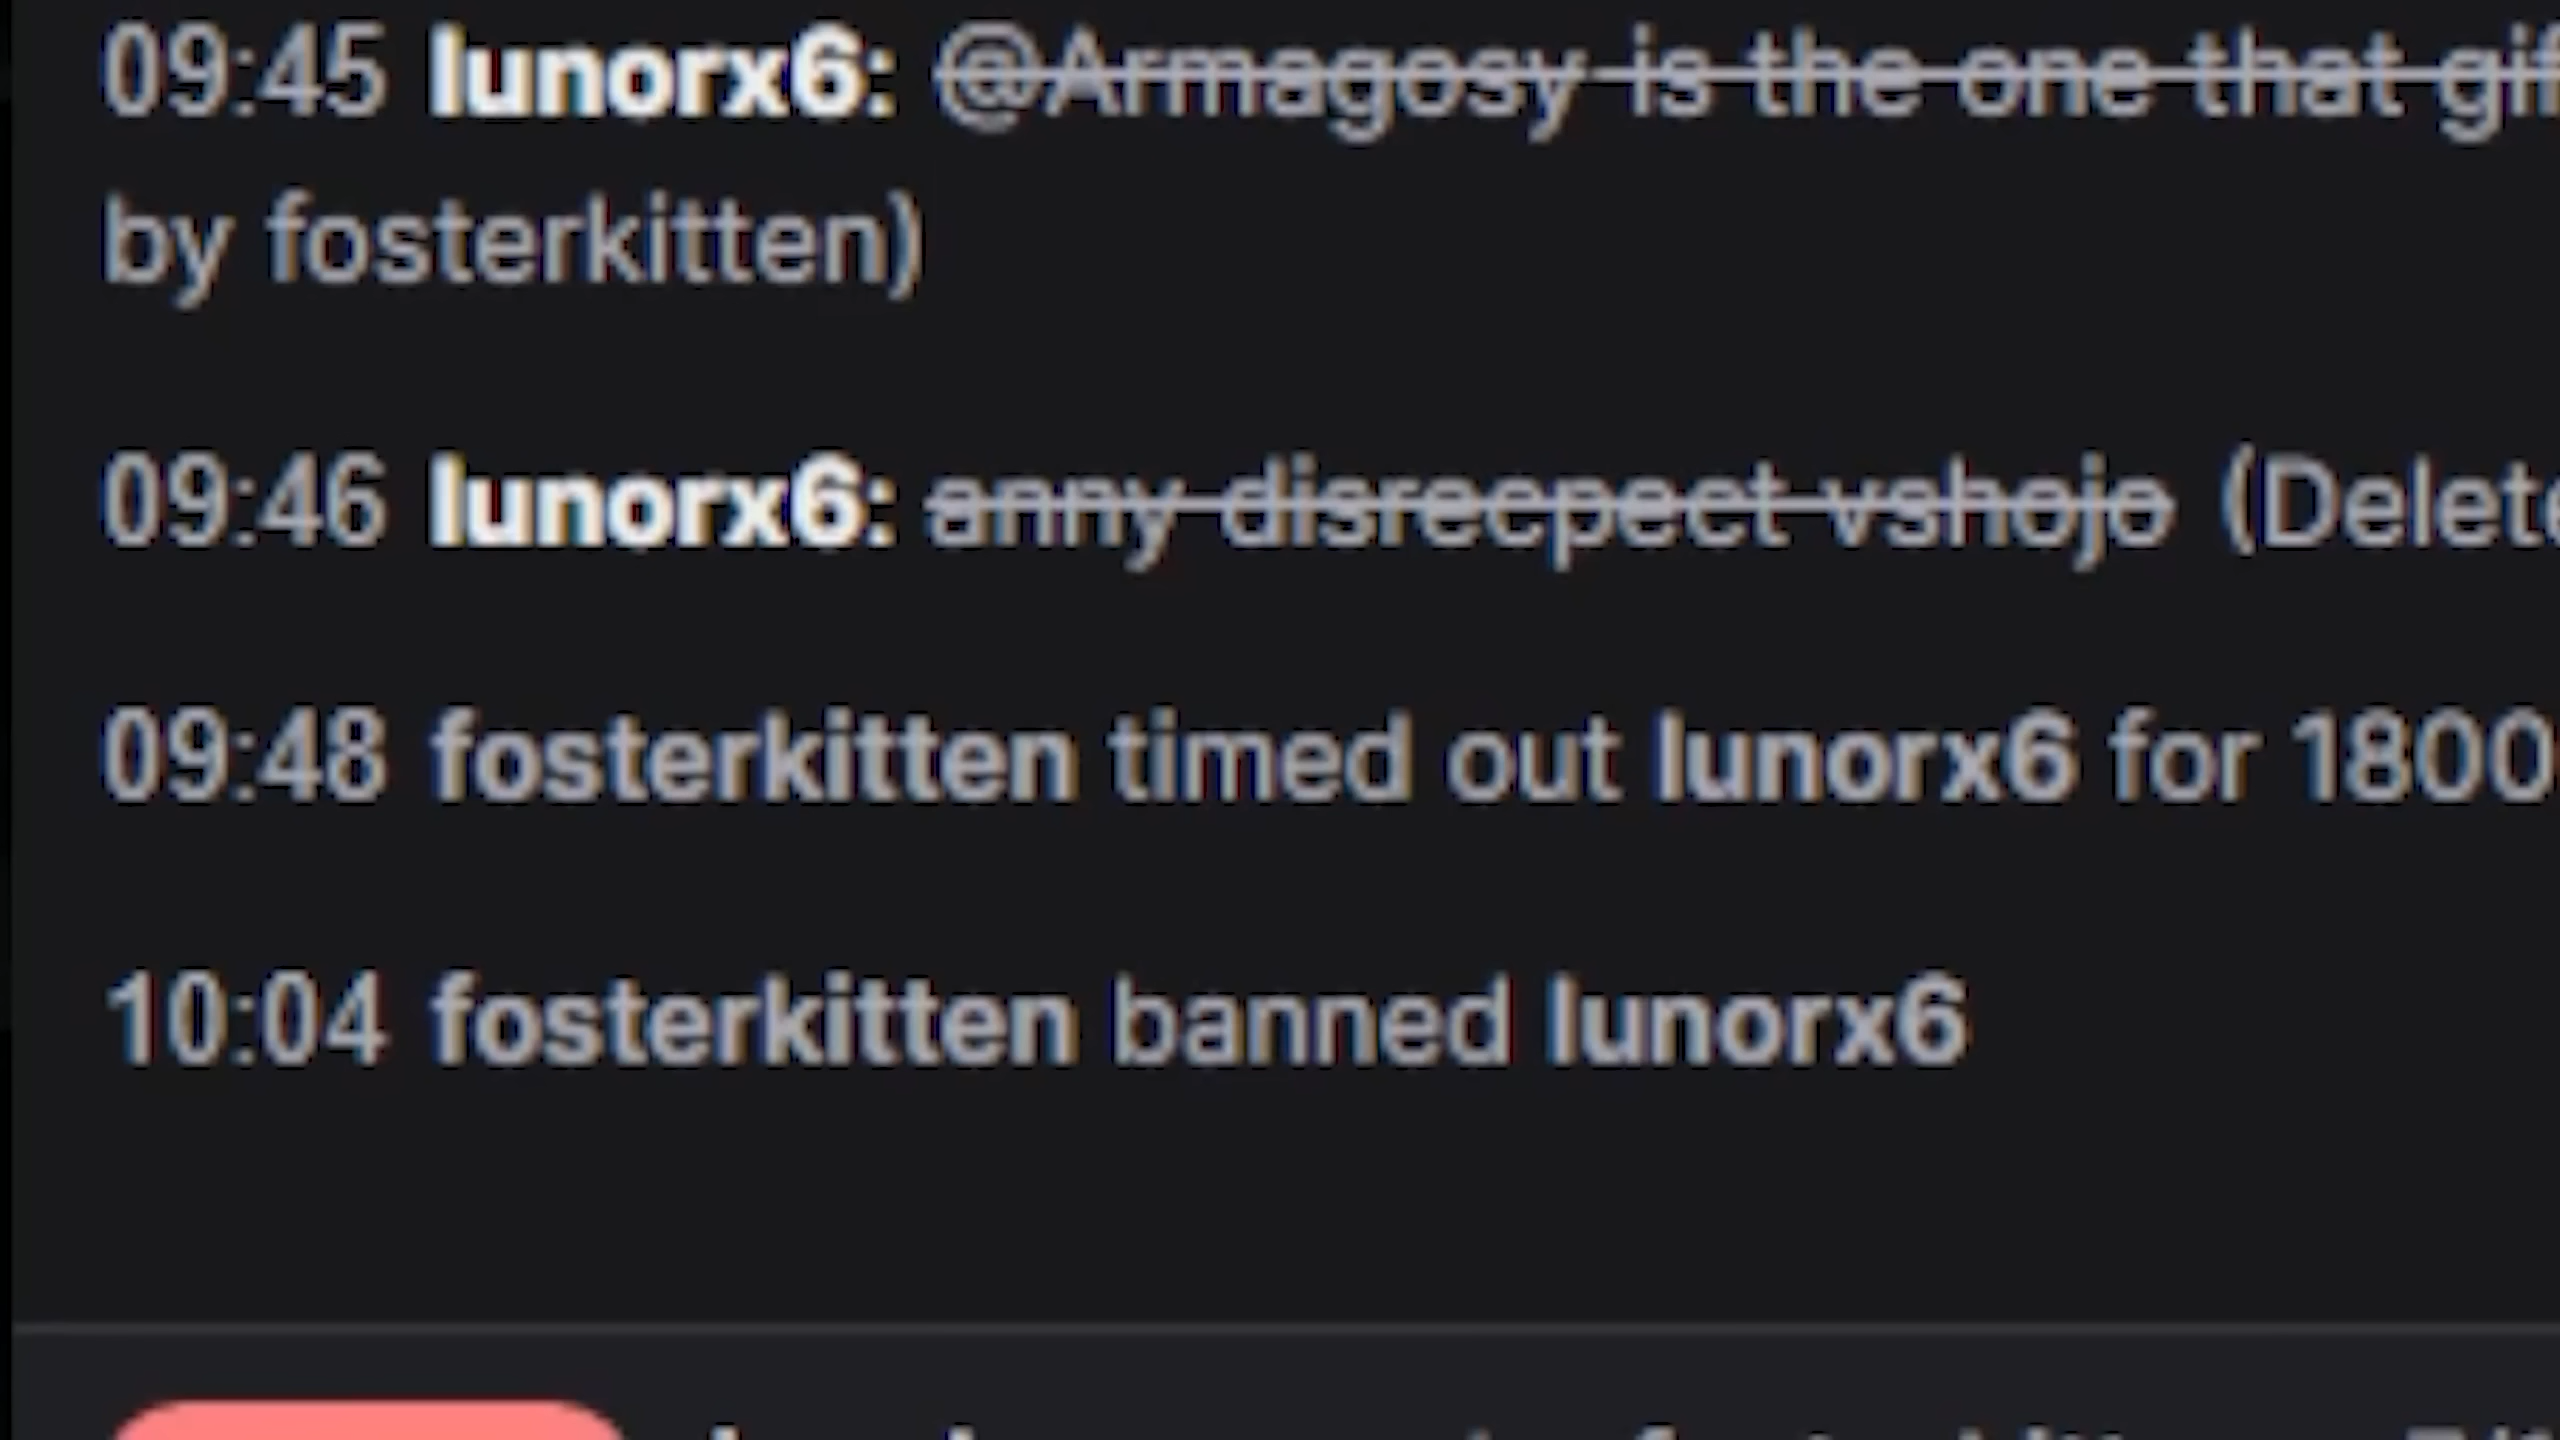 09:45 lunorx6: @Armagosy is the one that gif
by fosterkitten)
09:46 lunorx6: anny disrecpect vshojo (Delete
09:48 fosterkitten timed out lunorx6 for 1800
10:04 fosterkitten banned lunorx6